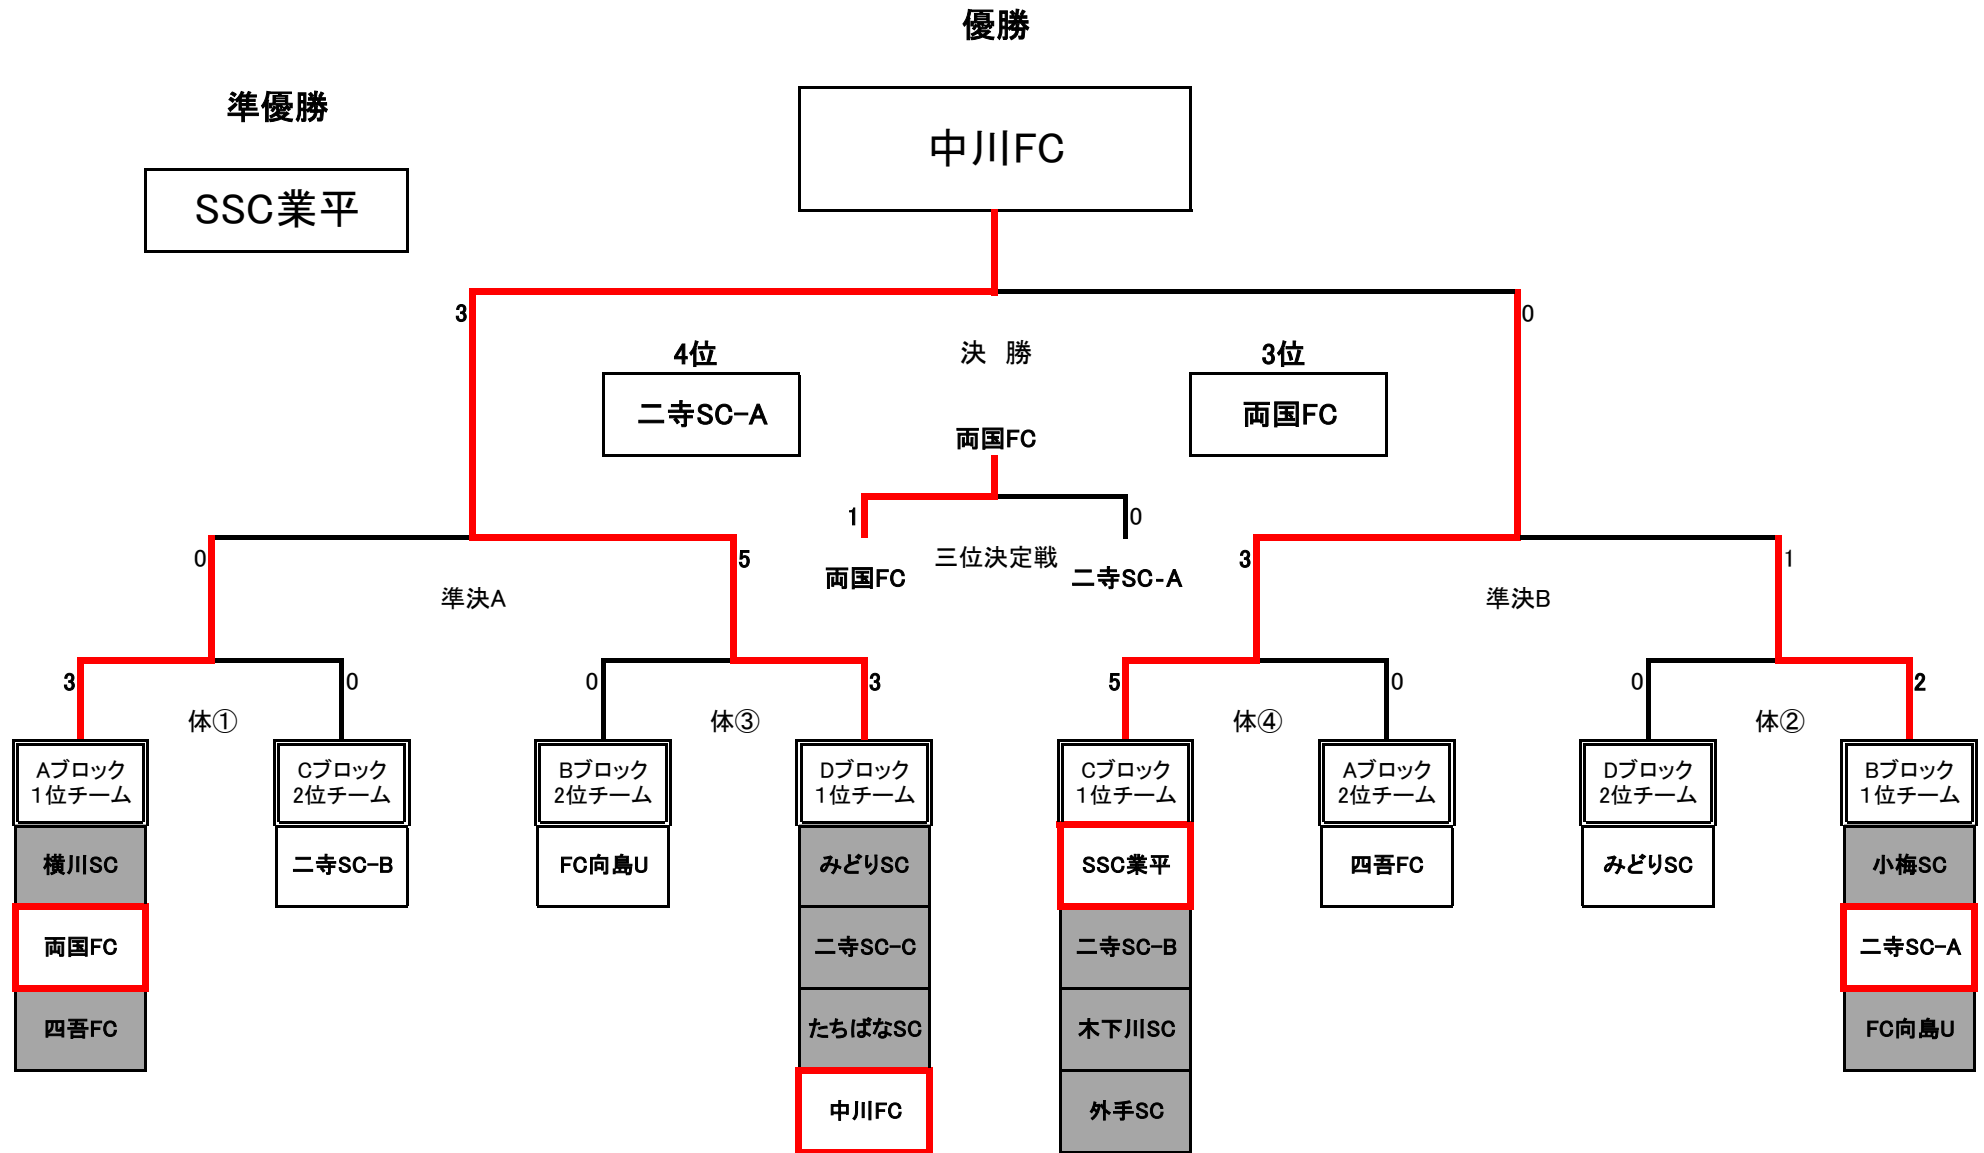 優勝
準優勝
中川FC
SSC業平
3
0
4位
決　勝
3位
二寺SC-A
両国FC
両国FC
1
0
三位決定戦
両国FC
二寺SC-A
0
5
3
1
準決A
準決B
3
0
0
3
5
0
0
2
体①
体③
体④
体②
Aブロック
1位チーム
Cブロック
2位チーム
Bブロック
2位チーム
Dブロック
1位チーム
Cブロック
1位チーム
Aブロック
2位チーム
Dブロック
2位チーム
Bブロック
1位チーム
横川SC
二寺SC-B
FC向島U
みどりSC
SSC業平
四吾FC
みどりSC
小梅SC
両国FC
二寺SC-C
二寺SC-B
二寺SC-A
四吾FC
たちばなSC
木下川SC
FC向島U
中川FC
外手SC